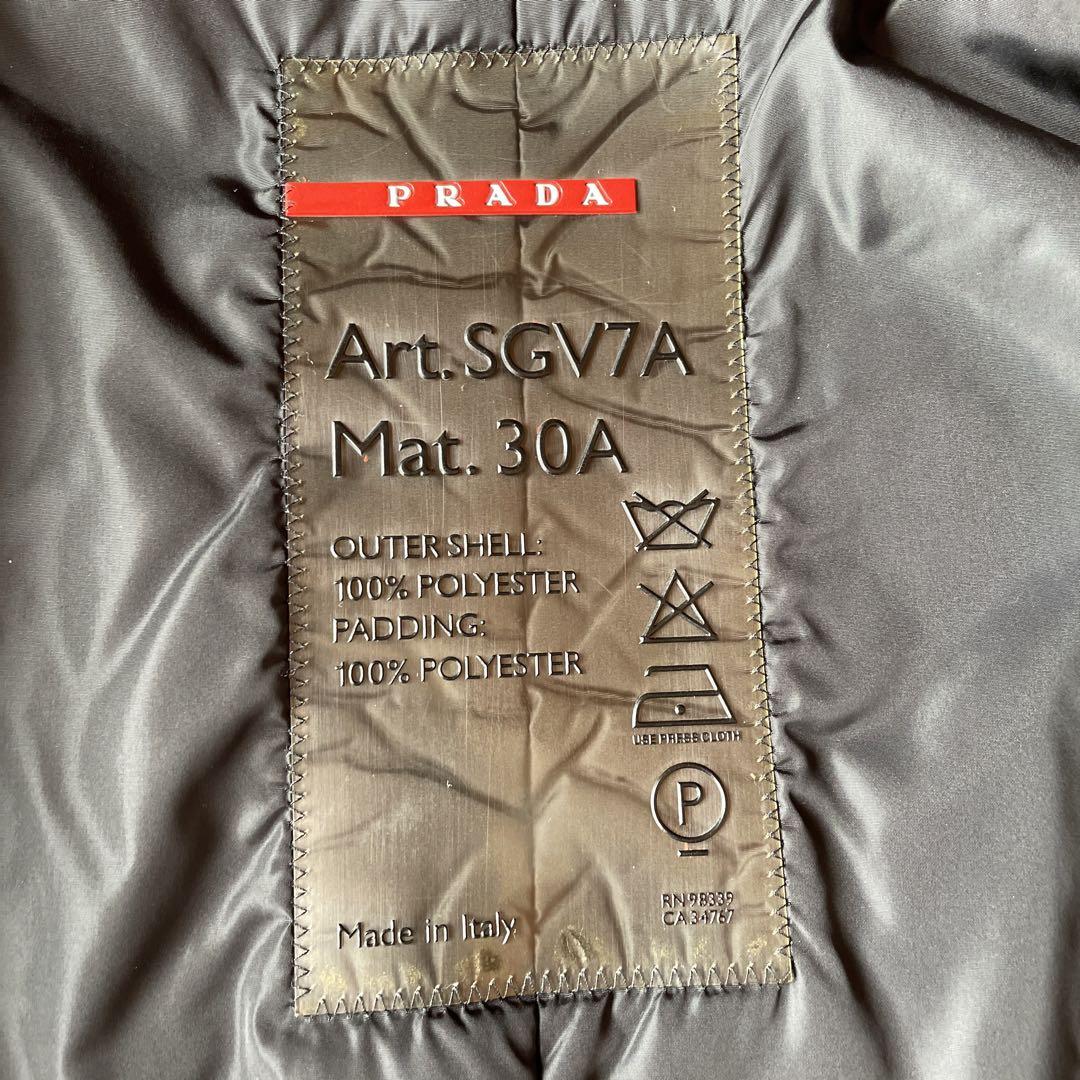 PRADA
Art. SGV7A
Mat. 30A
OUTER SHELL:
100% POLYESTER
PADDING:
100% POLYESTER
USE PRESS CLOTH
P
RN 98339
CA 34767
Made in Italy